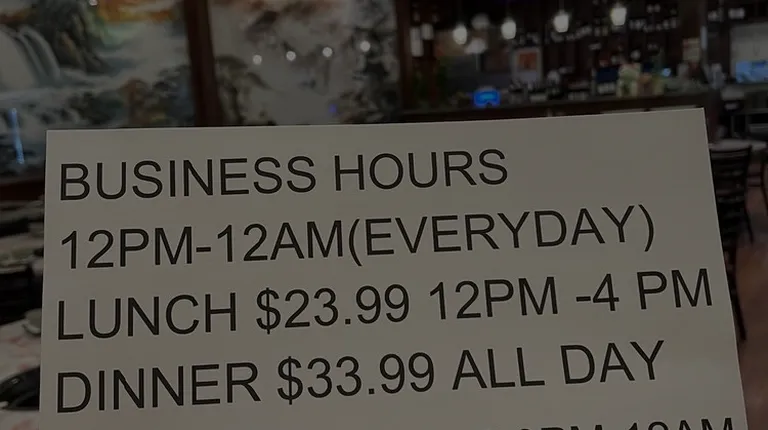 BUSINESS HOURS
12PM-12AM(EVERYDAY)
LUNCH $23.99 12PM -4 PM
DINNER $33.99 ALL DAY